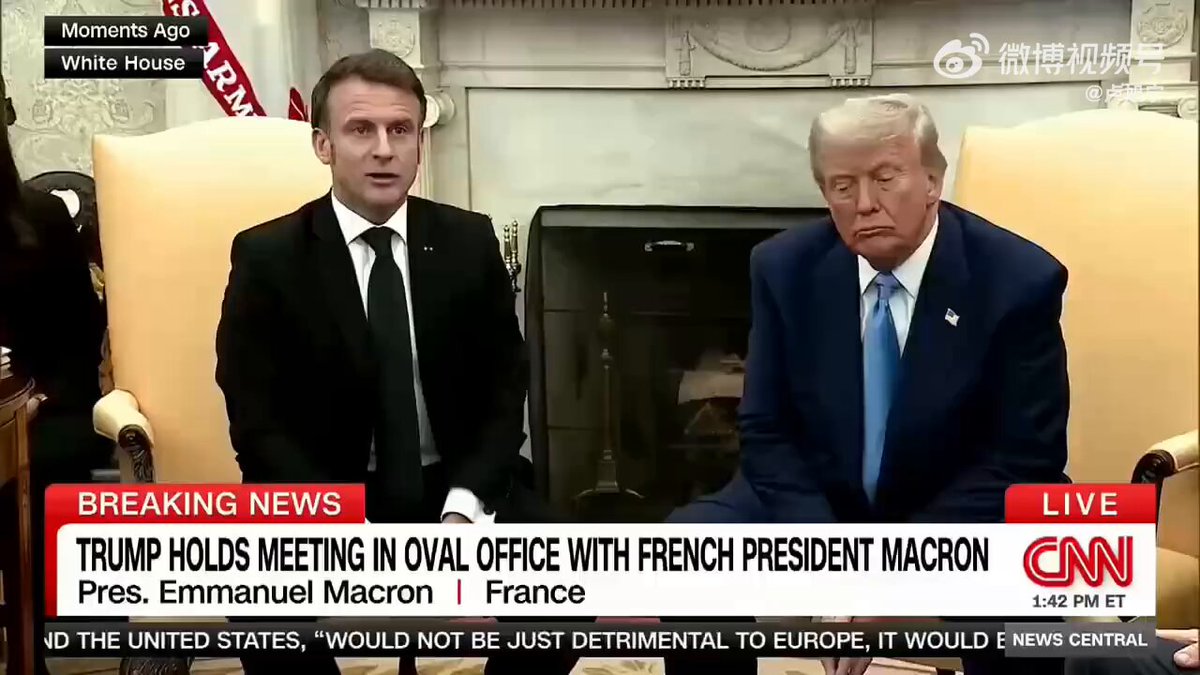 Moments Ago
White House
S ARM
微博视频号
BREAKING NEWS
LIVE
TRUMP HOLDS MEETING IN OVAL OFFICE WITH FRENCH PRESIDENT MACRON
Pres. Emmanuel Macron | France
CNN
1:42 PM ET
ND THE UNITED STATES, “WOULD NOT BE JUST DETRIMENTAL TO EUROPE, IT WOULD B
NEWS CENTRAL